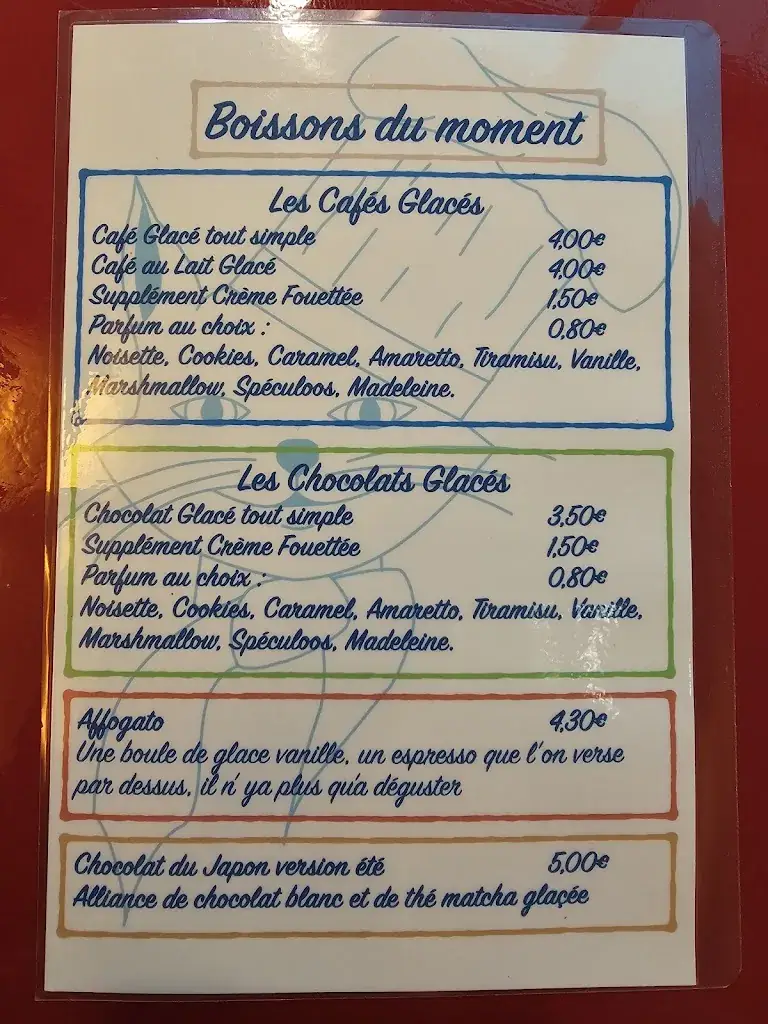 Boissons du moment
Les Cafés Glacés
Café Glacé tout simple 4,00€
Café au Lait Glacé 4,00€
Supplément Crème Fouettée 1,50€
Parfum au choix : 0,80€
Noisette, Cookies, Caramel, Amaretto, Tiramisu, Vanille,
Marshmallow, Spéculoos, Madeleine.
Les Chocolats Glacés
Chocolat Glacé tout simple 3,50€
Supplément Crème Fouettée 1,50€
Parfum au choix : 0,80€
Noisette, Cookies, Caramel, Amaretto, Tiramisu, Vanille,
Marshmallow, Spéculoos, Madeleine.
Affogato 4,30€
Une boule de glace vanille, un espresso que l'on verse
par dessus, il n' ya plus qu'a déguster
Chocolat du Japon version été 5,00€
Alliance de chocolat blanc et de thé matcha glaçée